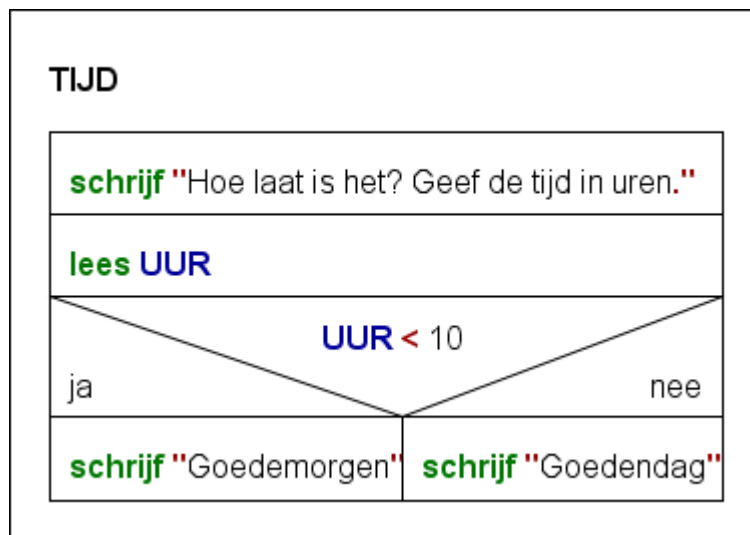 TIJD
schrijf "Hoe laat is het? Geef de tijd in uren."
lees UUR
UUR < 10
ja
nee
schrijf "Goedemorgen"
schrijf "Goedendag"